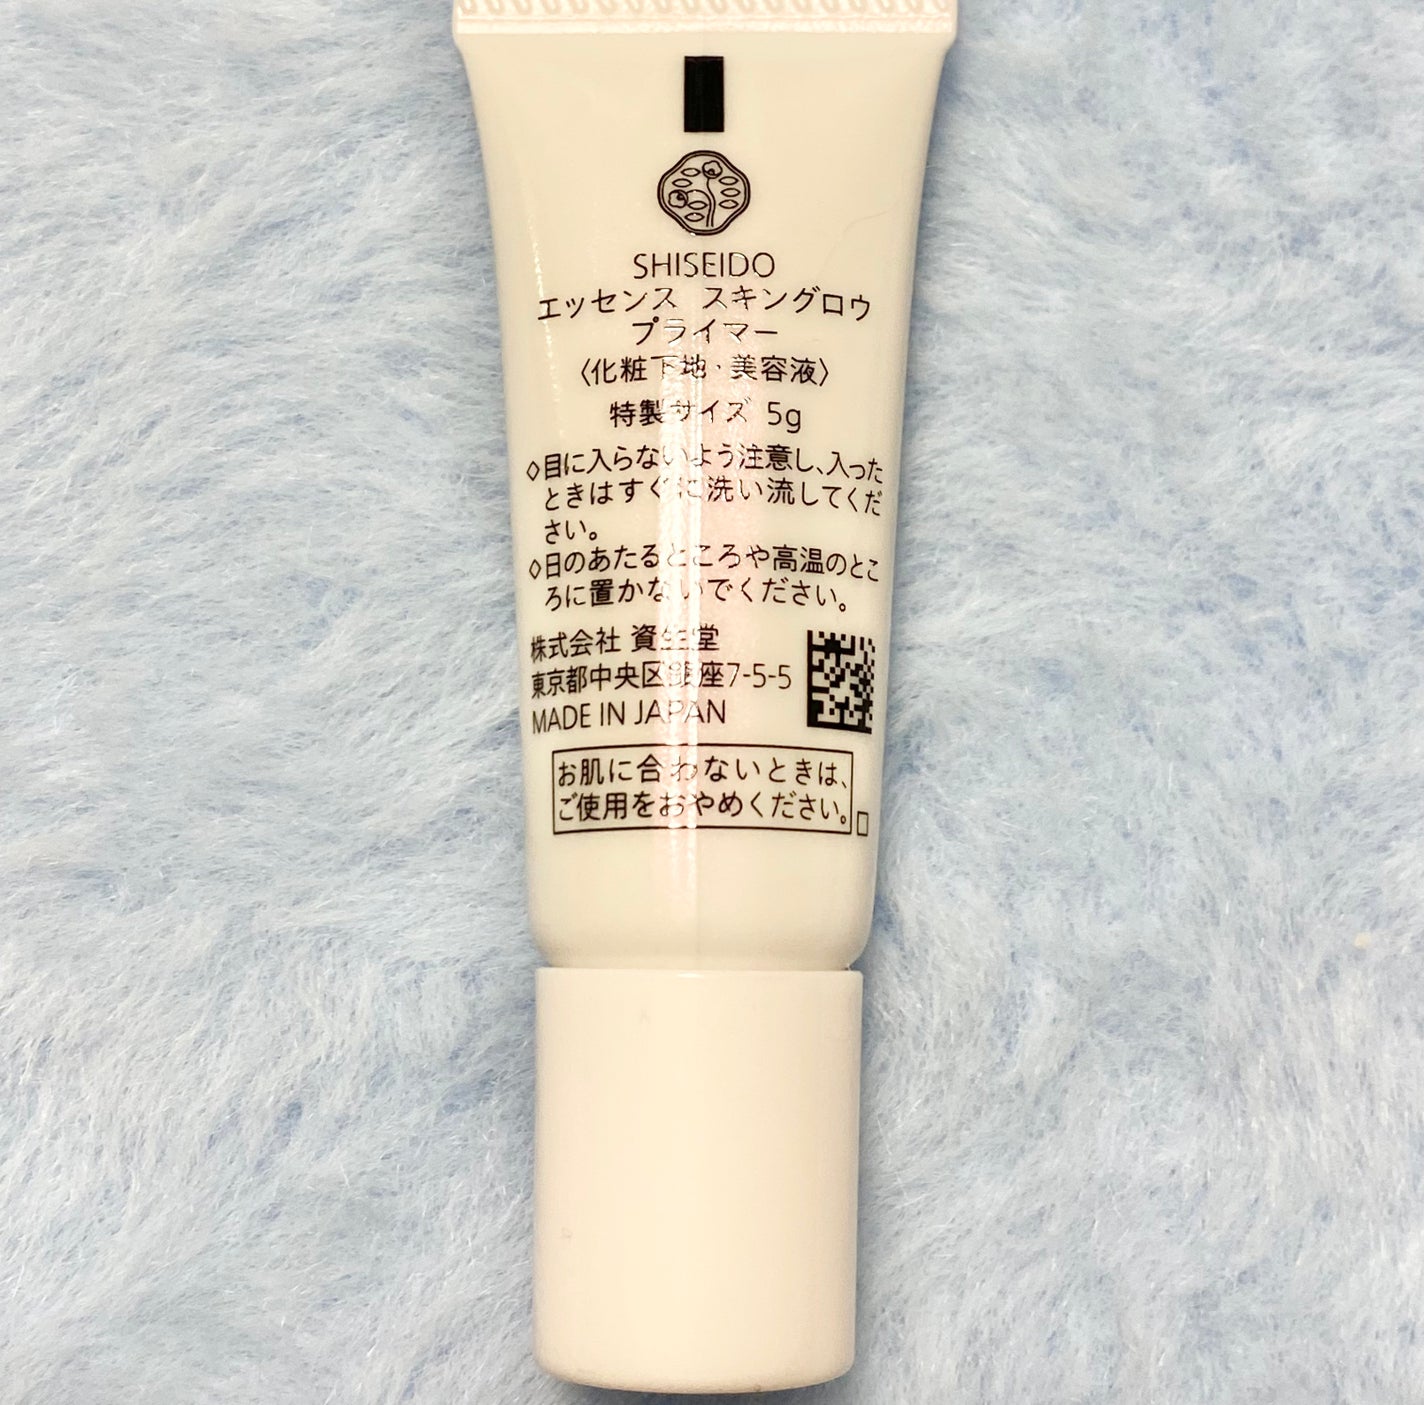 SHISEIDO
エッセンス スキングロウ
プライマー
〈化粧下地・美容液〉
特製サイズ 5g
◇目に入らないよう注意し、入った
ときはすぐに洗い流してくだ
さい。
◇日のあたるところや高温のとこ
ろに置かないでください。
株式会社 資生堂
東京都中央区銀座7-5-5
MADE IN JAPAN
お肌に合わないときは、
ご使用をおやめください。